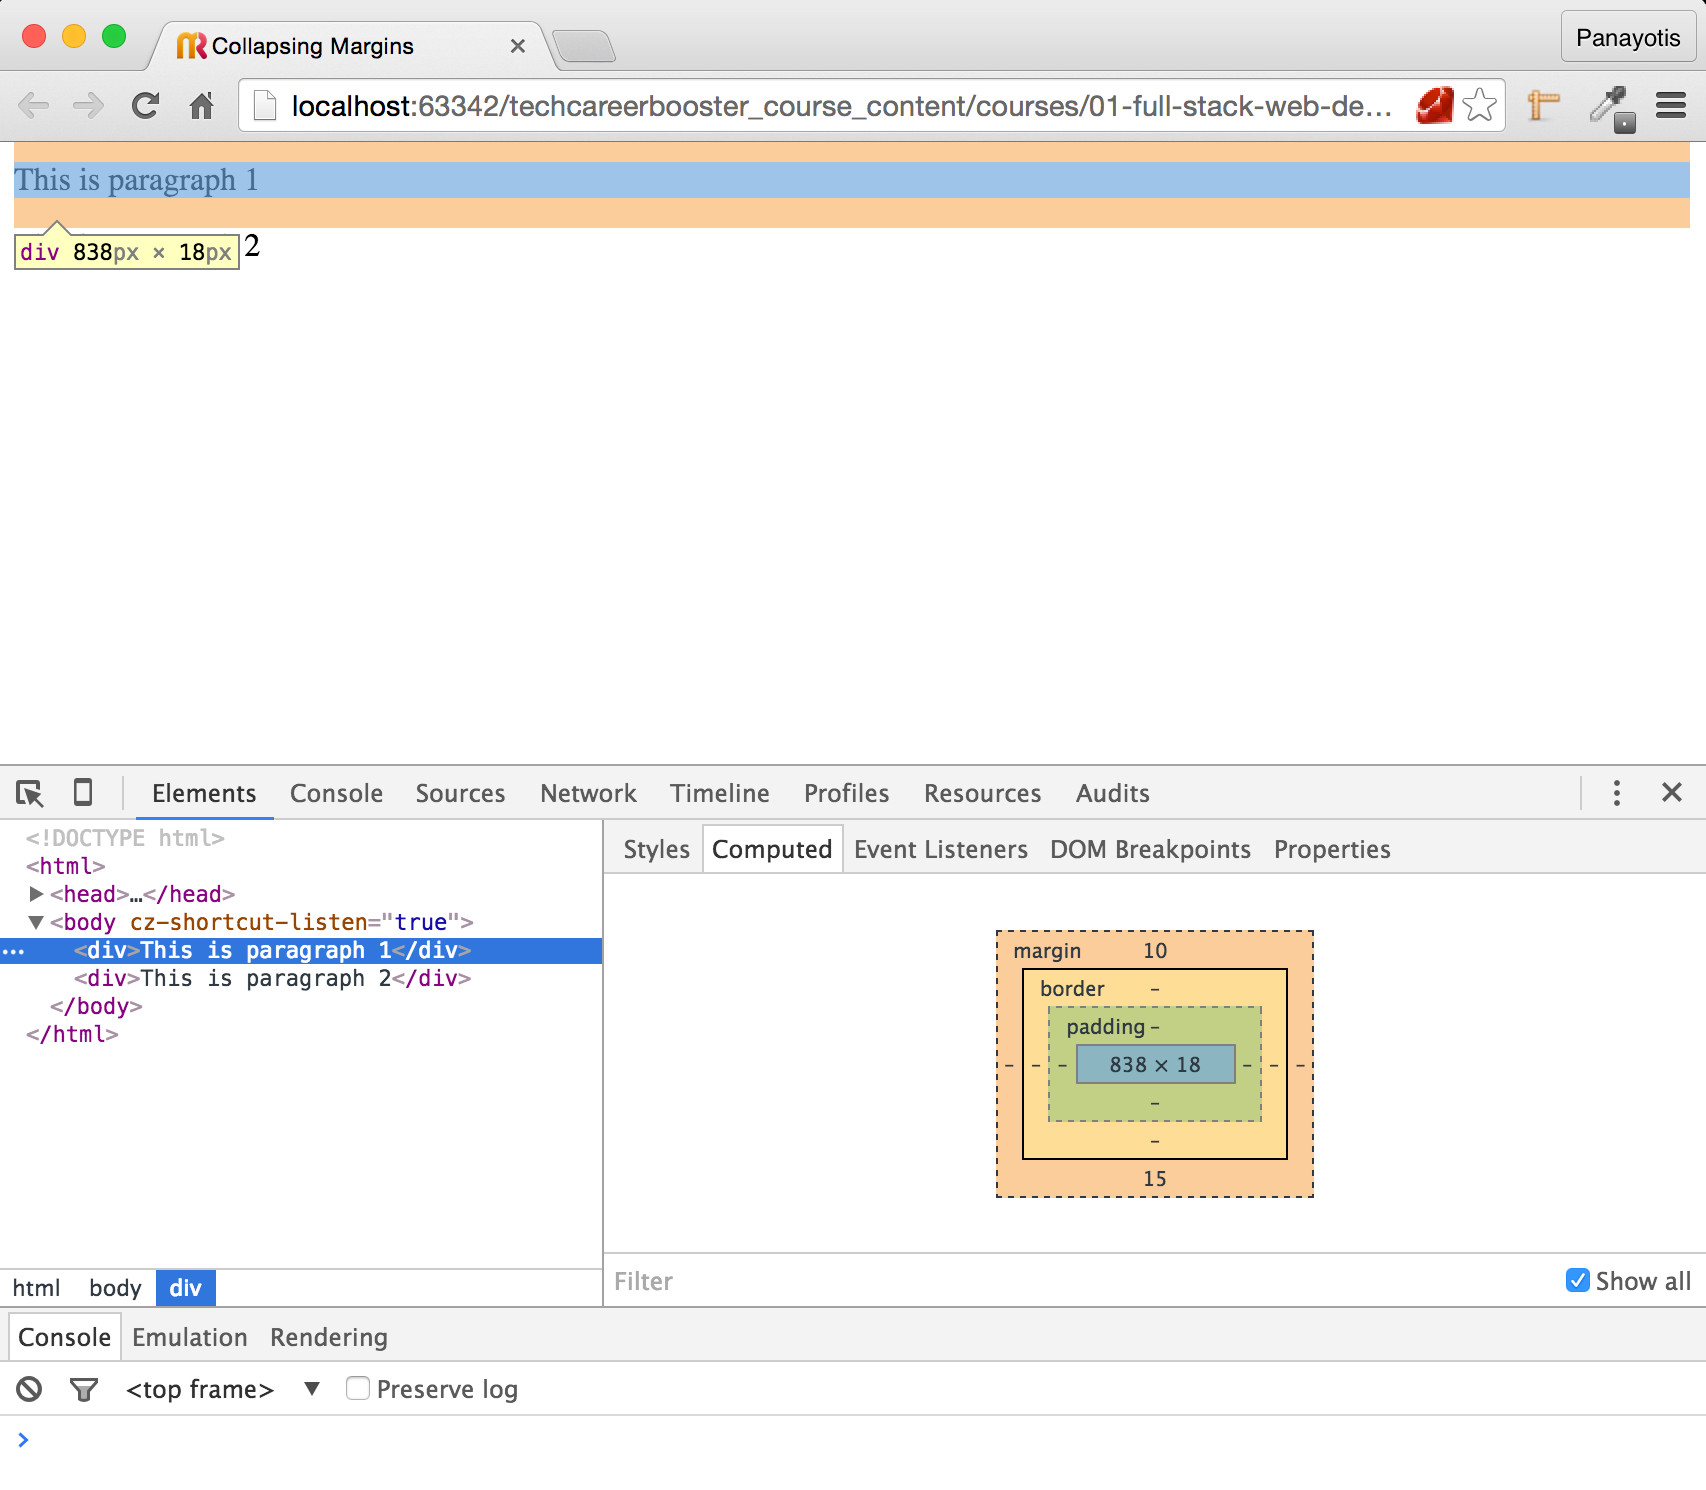 Collapsing Margins ×
Panayotis
localhost:63342/techcareerbooster_course_content/courses/01-full-stack-web-de...
This is paragraph 1
div 838px × 18px 2
Elements Console Sources Network Timeline Profiles Resources Audits
<!DOCTYPE html>
<html>
<head>…</head>
<body cz-shortcut-listen="true">
<div>This is paragraph 1</div>
<div>This is paragraph 2</div>
</body>
</html>
Styles Computed Event Listeners DOM Breakpoints Properties
margin 10
border -
padding -
- - - 838 × 18 - - -
-
-
15
html body div
Filter Show all
Console Emulation Rendering
<top frame> ▼ Preserve log
>